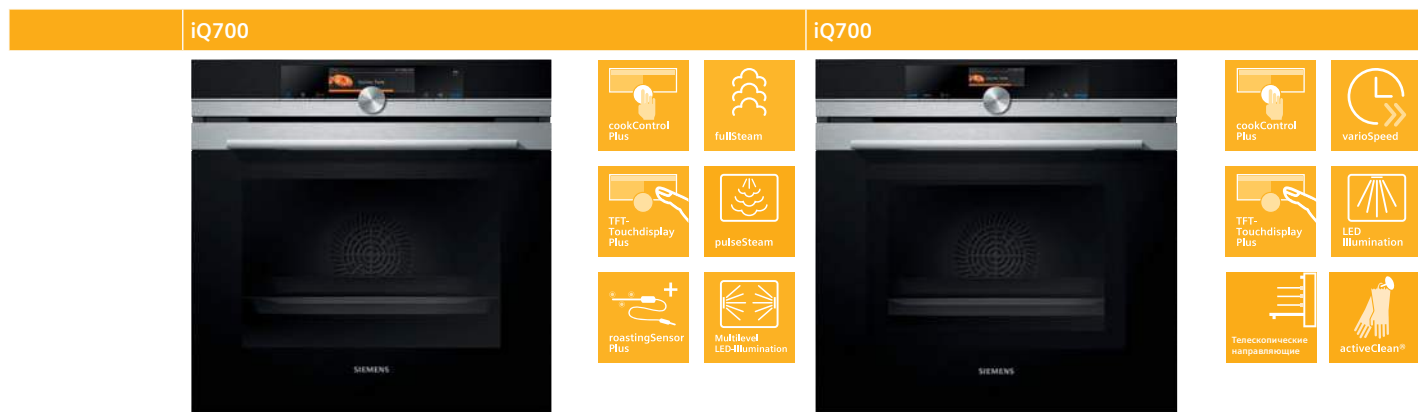 iQ700
iQ700
cookControl
Plus
fullSteam
TFT-
Touchdisplay
Plus
pulseSteam
roastingSensor
Plus
Multilevel
LED-Illumination
SIEMENS
cookControl
Plus
varioSpeed
TFT-
Touchdisplay
Plus
LED
Illumination
Телескопические
направляющие
activeClean®
SIEMENS